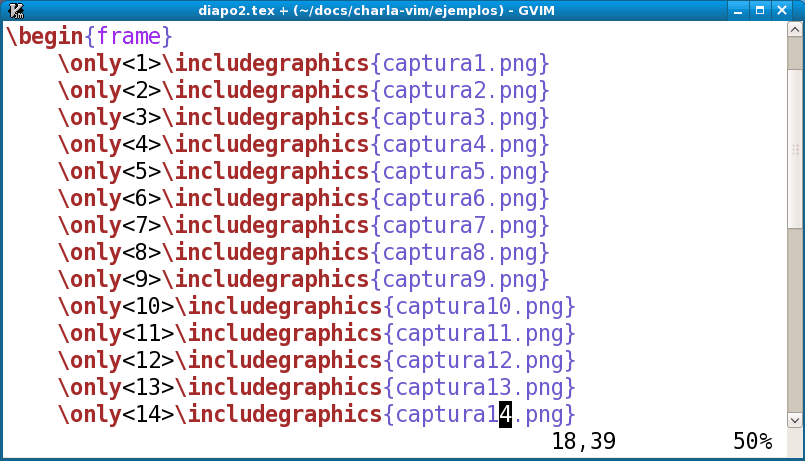 diapo2.tex + (~/docs/charla-vim/ejemplos) - GVIM
\begin{frame}
    \only<1>\includegraphics{captura1.png}
    \only<2>\includegraphics{captura2.png}
    \only<3>\includegraphics{captura3.png}
    \only<4>\includegraphics{captura4.png}
    \only<5>\includegraphics{captura5.png}
    \only<6>\includegraphics{captura6.png}
    \only<7>\includegraphics{captura7.png}
    \only<8>\includegraphics{captura8.png}
    \only<9>\includegraphics{captura9.png}
    \only<10>\includegraphics{captura10.png}
    \only<11>\includegraphics{captura11.png}
    \only<12>\includegraphics{captura12.png}
    \only<13>\includegraphics{captura13.png}
    \only<14>\includegraphics{captura14.png}
18,39 50%